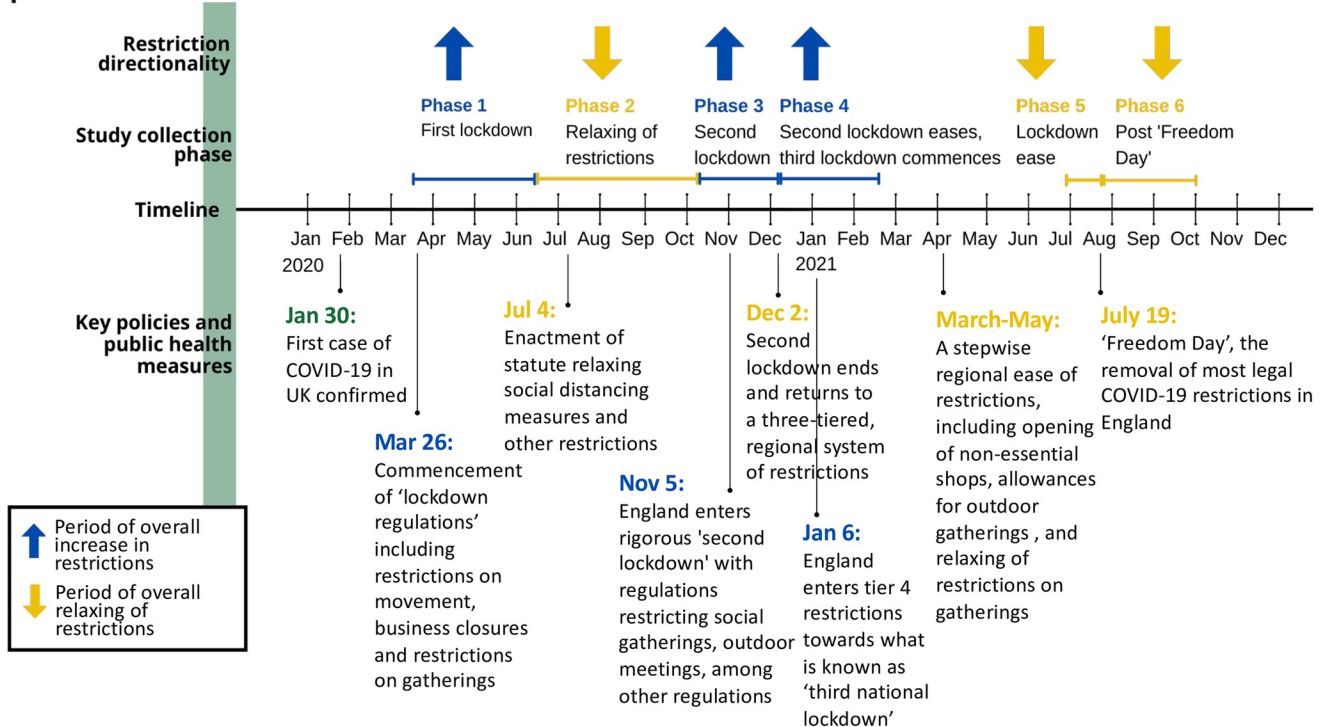 Restriction
directionality
Phase 1
First lockdown
Phase 2
Relaxing of
restrictions
Phase 3
Second
lockdown
Phase 4
Second lockdown eases,
third lockdown commences
Phase 5
Lockdown
ease
Phase 6
Post 'Freedom
Day'
Study collection
phase
Timeline
Jan Feb Mar Apr May Jun Jul Aug Sep Oct Nov Dec Jan Feb Mar Apr May Jun Jul Aug Sep Oct Nov Dec
2020 2021
Key policies and
public health
measures
Jan 30:
First case of
COVID-19 in
UK confirmed
Mar 26:
Commencement
of ‘lockdown
regulations’
including
restrictions on
movement,
business closures
and restrictions
on gatherings
Jul 4:
Enactment of
statute relaxing
social distancing
measures and
other restrictions
Nov 5:
England enters
rigorous 'second
lockdown' with
regulations
restricting social
gatherings, outdoor
meetings, among
other regulations
Dec 2:
Second
lockdown ends
and returns to
a three-tiered,
regional system
of restrictions
Jan 6:
England
enters tier 4
restrictions
towards what
is known as
‘third national
lockdown’
March-May:
A stepwise
regional ease of
restrictions,
including opening
of non-essential
shops, allowances
for outdoor
gatherings , and
relaxing of
restrictions on
gatherings
July 19:
‘Freedom Day’, the
removal of most legal
COVID-19 restrictions in
England
Period of overall
increase in
restrictions
Period of overall
relaxing of
restrictions